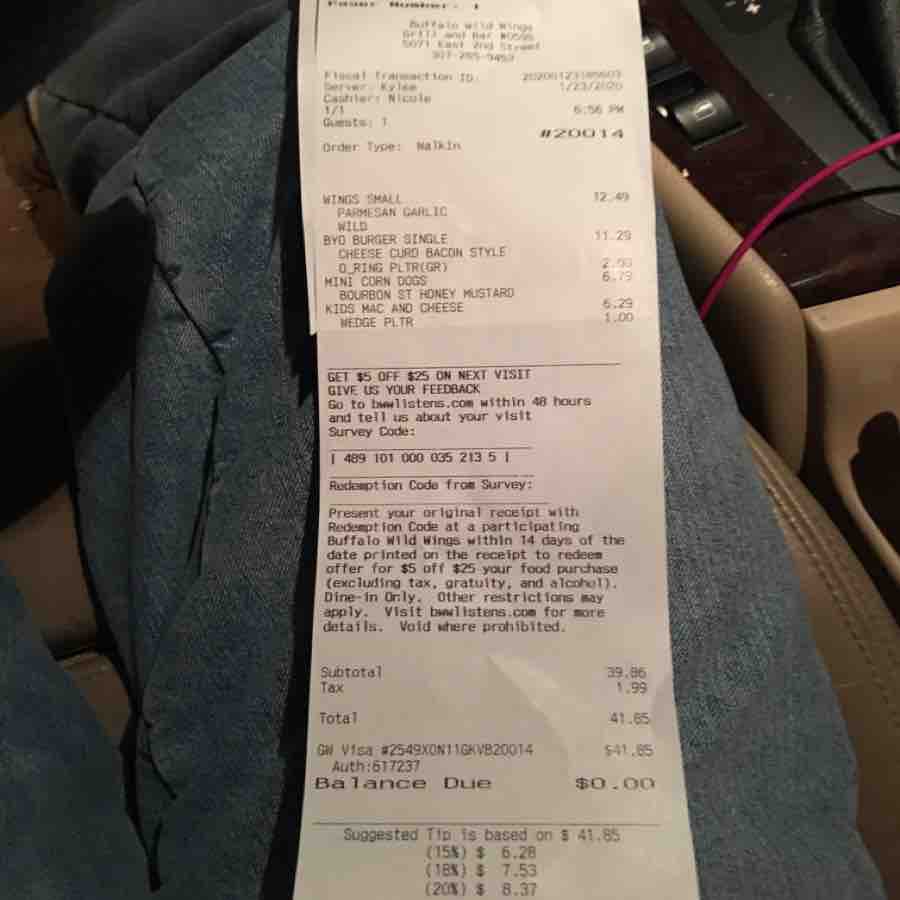 Buffalo Wild Wings
Grill and Bar #0595
5071 East 2nd Street
Fiscal Transaction ID:
Server: Kylee 1/23/2020
Cashier: Nicole
1/1 6:56 PM
Guests: 1
#20014
Order Type: Walkin
WINGS SMALL 12.49
PARMESAN GARLIC
WILD
BYO BURGER SINGLE 11.29
CHEESE CURD BACON STYLE
O_RING PLTR(GR)
MINI CORN DOGS 6.79
BOURBON ST HONEY MUSTARD
KIDS MAC AND CHEESE 6.29
WEDGE PLTR 1.00
GET $5 OFF $25 ON NEXT VISIT
GIVE US YOUR FEEDBACK
Go to bwwlistens.com within 48 hours
and tell us about your visit
Survey Code:
| 489 101 000 035 213 5 |
Redemption Code from Survey:
Present your original receipt with
Redemption Code at a participating
Buffalo Wild Wings within 14 days of the
date printed on the receipt to redeem
offer for $5 off $25 your food purchase
(excluding tax, gratuity, and alcohol).
Dine-in Only. Other restrictions may
apply. Visit bwwlistens.com for more
details. Void where prohibited.
Subtotal 39.86
Tax 1.99
Total 41.85
GW Visa #2549XON11GKVB20014 $41.85
Auth:617237
Balance Due $0.00
Suggested Tip is based on $ 41.85
(15%) $ 6.28
(18%) $ 7.53
(20%) $ 8.37